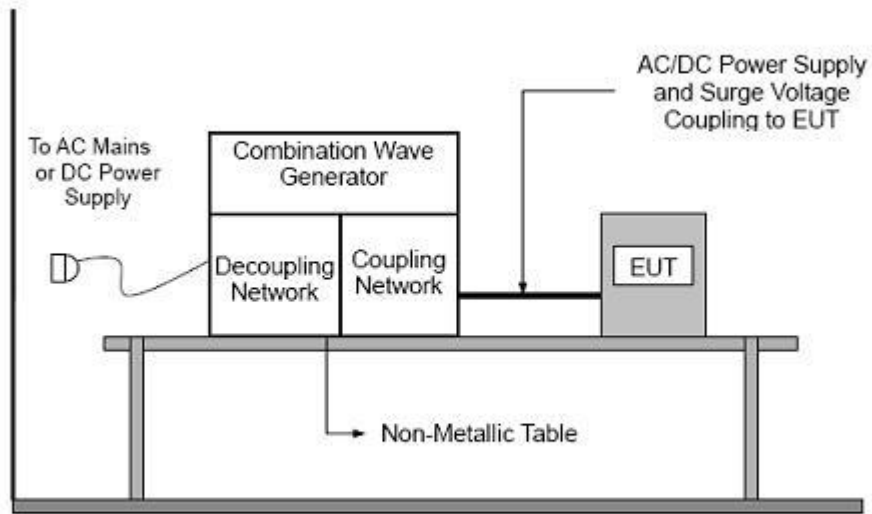 AC/DC Power Supply
and Surge Voltage
Coupling to EUT
To AC Mains
or DC Power
Supply
Combination Wave
Generator
Decoupling
Network
Coupling
Network
EUT
Non-Metallic Table